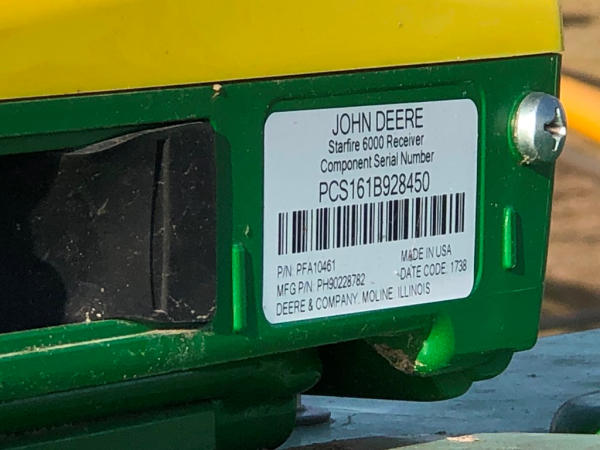 JOHN DEERE
Starfire 6000 Receiver
Component Serial Number
PCS161B928450
P/N: PFA10461 MADE IN USA
MFG P/N: PH90228782 DATE CODE: 1738
DEERE & COMPANY, MOLINE, ILLINOIS